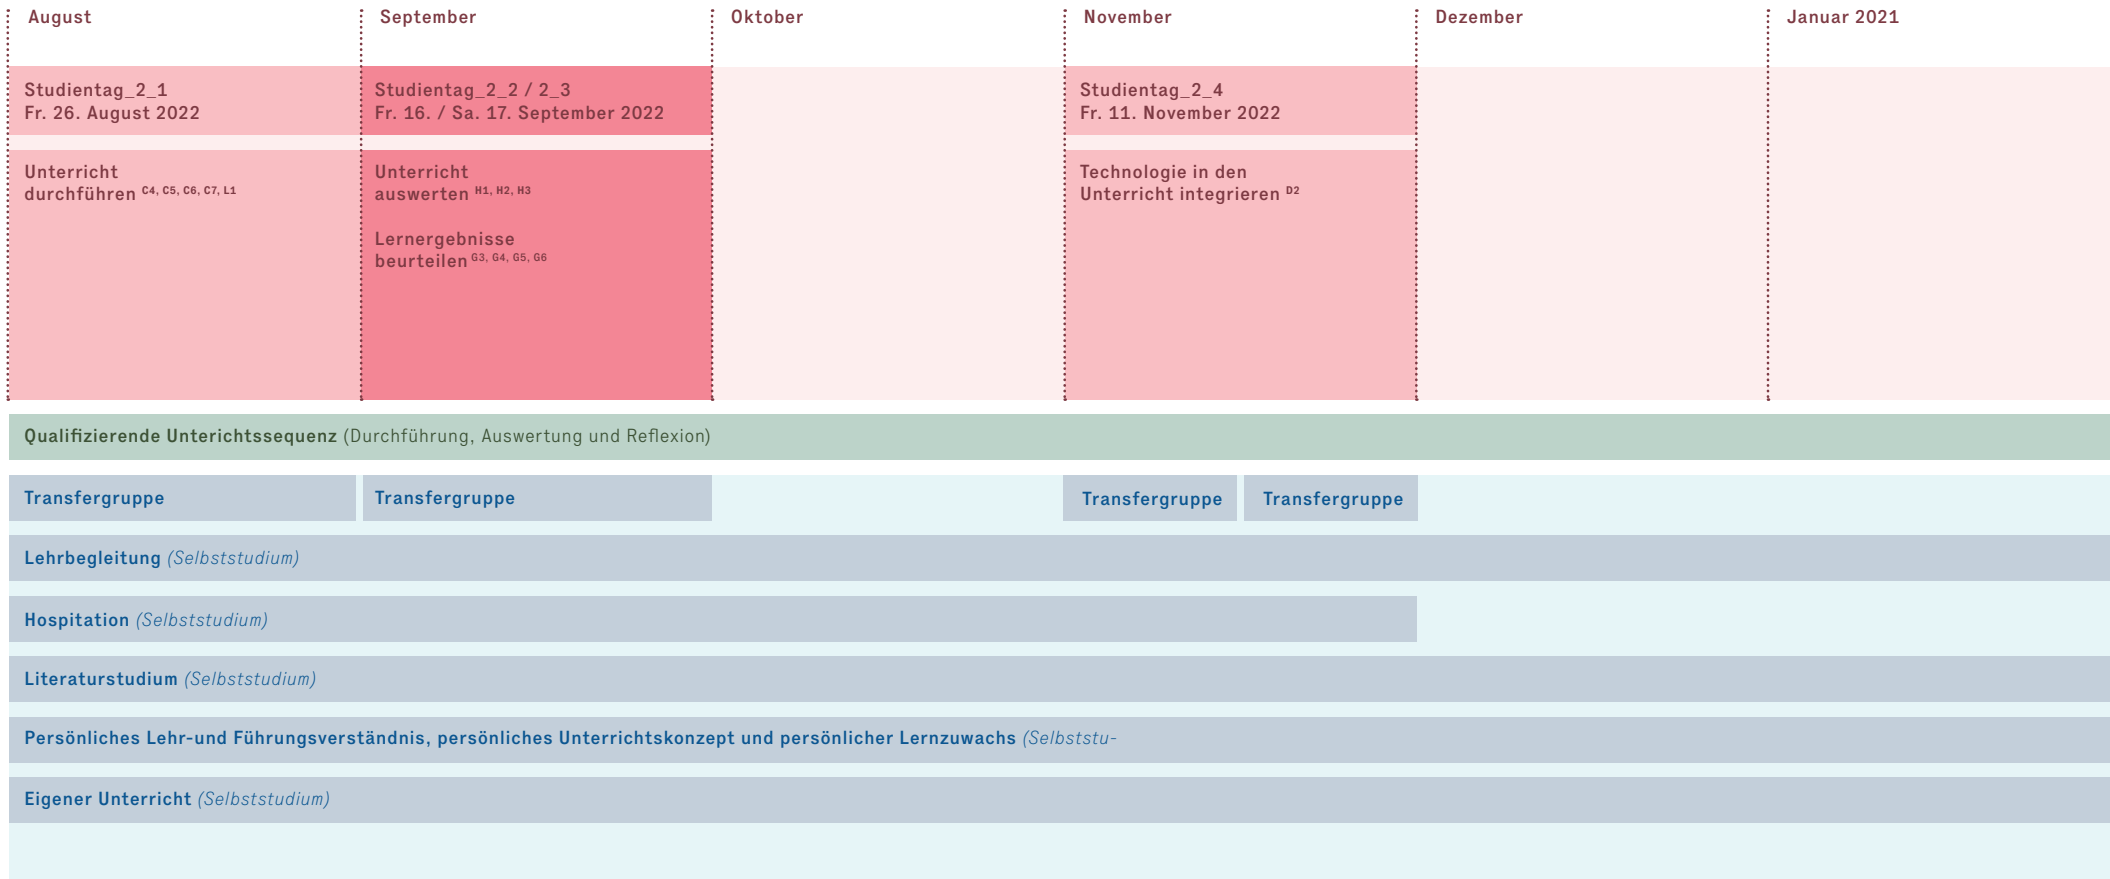 August
September
Oktober
November
Dezember
Januar 2021
Studientag_2_1
Fr. 26. August 2022
Studientag_2_2 / 2_3
Fr. 16. / Sa. 17. September 2022
Studientag_2_4
Fr. 11. November 2022
Unterricht
durchführen C4, C5, C6, C7, L1
Unterricht
auswerten H1, H2, H3
Lernergebnisse
beurteilen G3, G4, G5, G6
Technologie in den
Unterricht integrieren D2
Qualifizierende Unterichtssequenz (Durchführung, Auswertung und Reflexion)
Transfergruppe
Transfergruppe
Transfergruppe
Transfergruppe
Lehrbegleitung (Selbststudium)
Hospitation (Selbststudium)
Literaturstudium (Selbststudium)
Persönliches Lehr-und Führungsverständnis, persönliches Unterrichtskonzept und persönlicher Lernzuwachs (Selbststu-
Eigener Unterricht (Selbststudium)